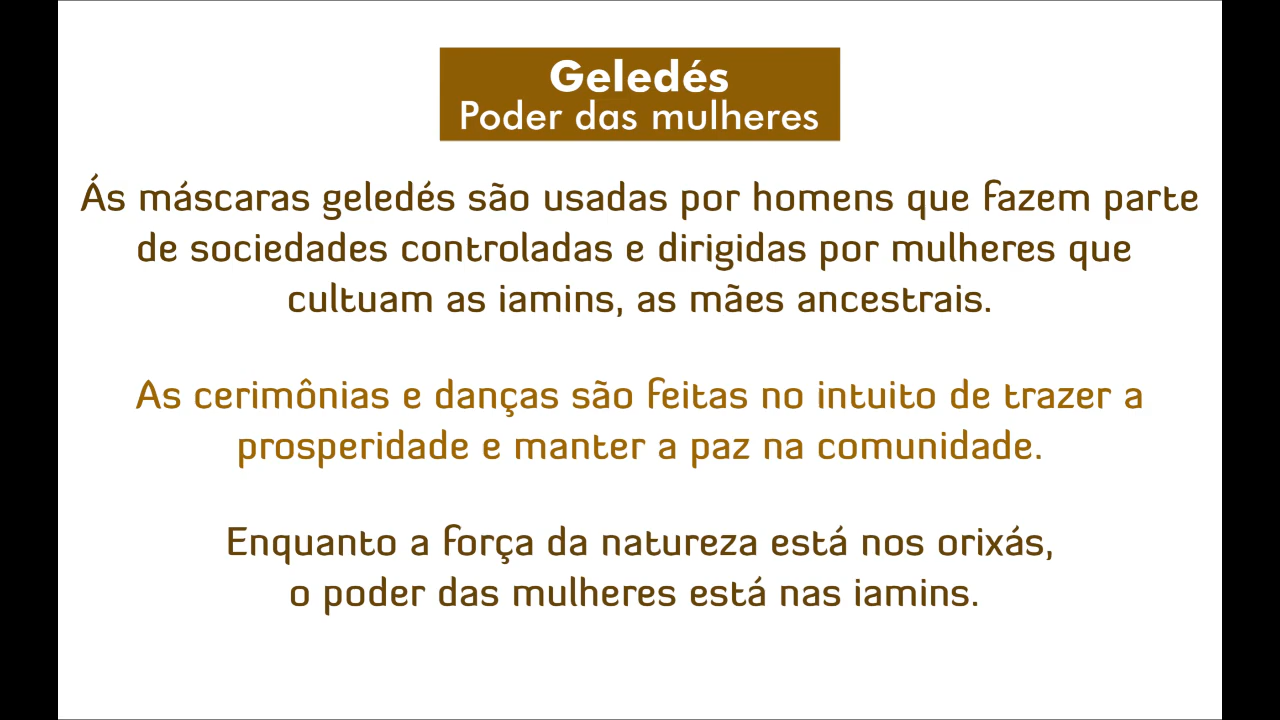 Geledés
Poder das mulheres
Ás máscaras geledés são usadas por homens que fazem parte
de sociedades controladas e dirigidas por mulheres que
cultuam as iamins, as mães ancestrais.
As cerimônias e danças são feitas no intuito de trazer a
prosperidade e manter a paz na comunidade.
Enquanto a força da natureza está nos orixás,
o poder das mulheres está nas iamins.